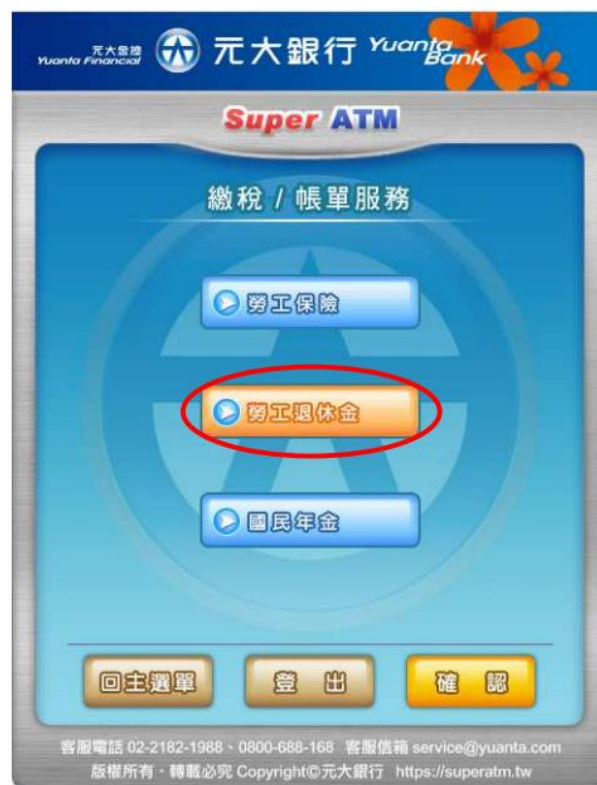 元大金控 元大銀行 Yuanta
Yuanta Financial Bank
Super ATM
繳稅 / 帳單服務
勞工保險
勞工退休金
國民年金
回主選單 登 出 確 認
客服電話 02-2182-1988、0800-688-168 客服信箱 service@yuanta.com
版權所有‧轉載必究 Copyright©元大銀行 https://superatm.tw